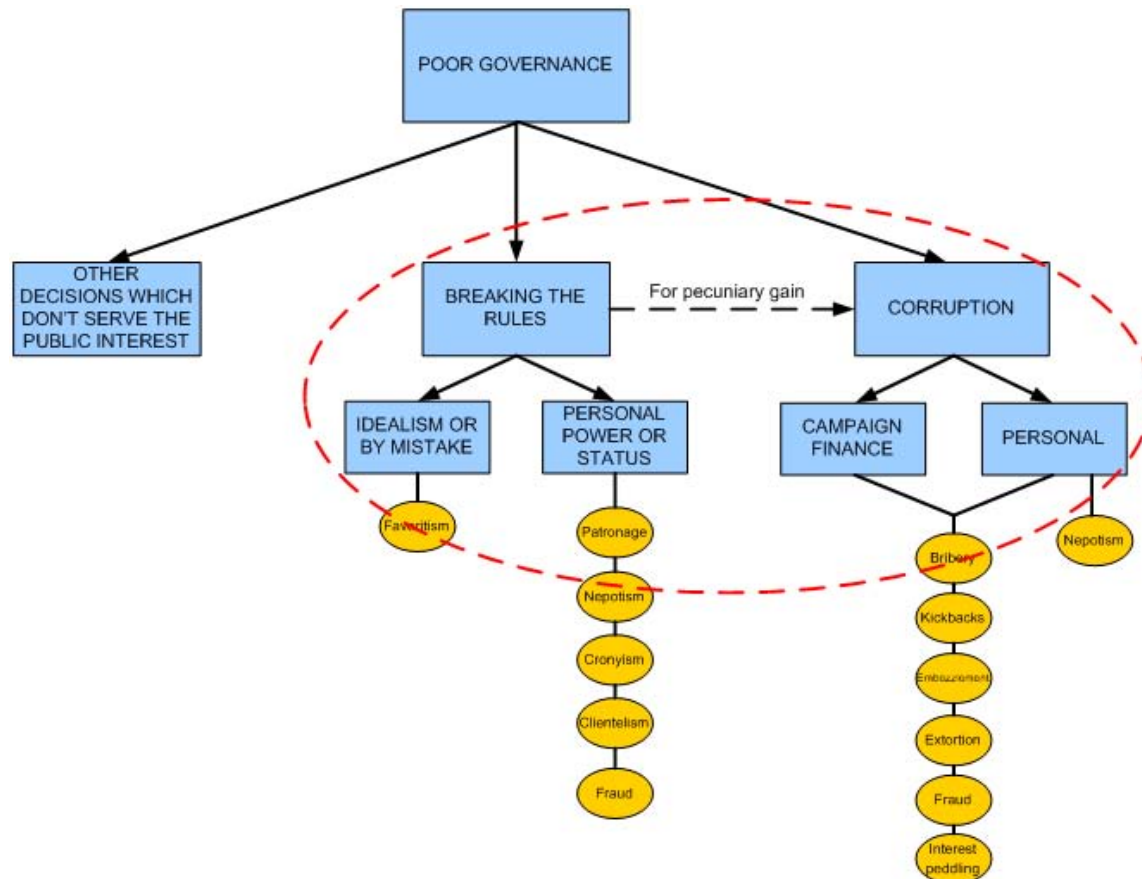 POOR GOVERNANCE
OTHER
DECISIONS WHICH
DON'T SERVE THE
PUBLIC INTEREST
BREAKING THE
RULES
For pecuniary gain
CORRUPTION
IDEALISM OR
BY MISTAKE
PERSONAL
POWER OR
STATUS
CAMPAIGN
FINANCE
PERSONAL
Favoritism
Patronage
Nepotism
Cronyism
Clientelism
Fraud
Bribery
Kickbacks
Embezzlement
Extortion
Fraud
Interest
peddling
Nepotism